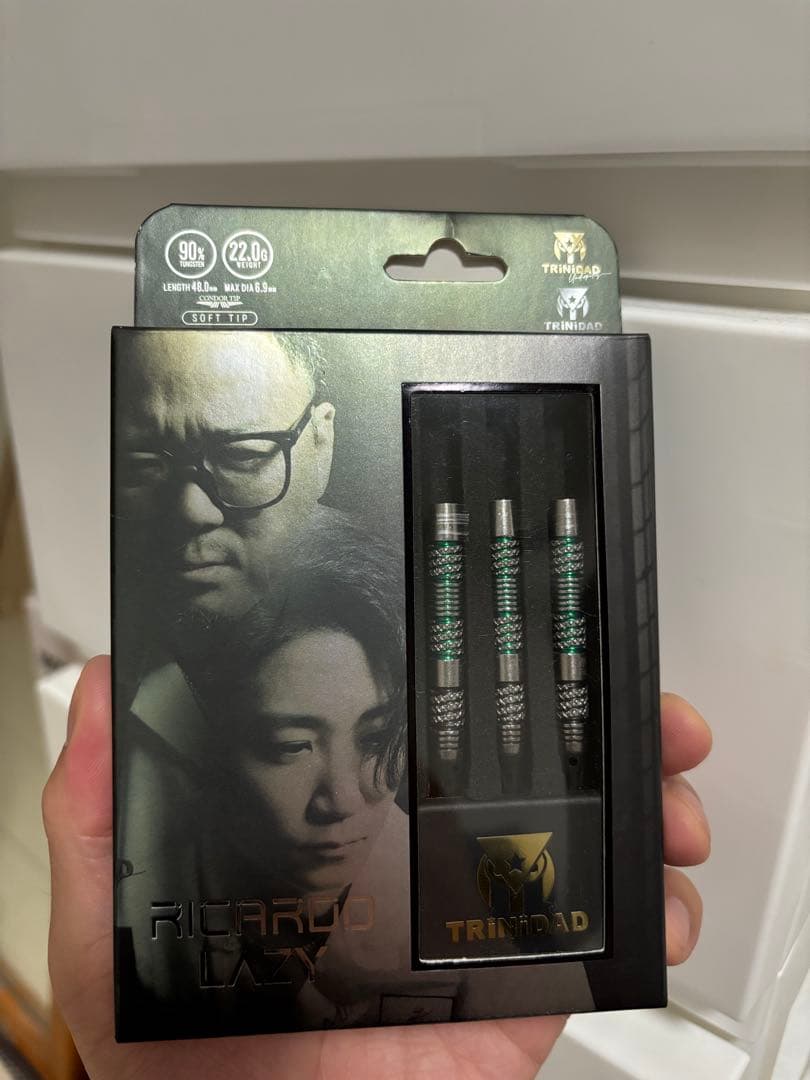 90%
TUNGSTEN
22.0G
WEIGHT
LENGTH 48.0mm MAX DIA 6.9mm
CONDOR TIP
SOFT TIP
TRiNiDAD
TRiNiDAD
RICARDO
LAZY
TRiNiDAD